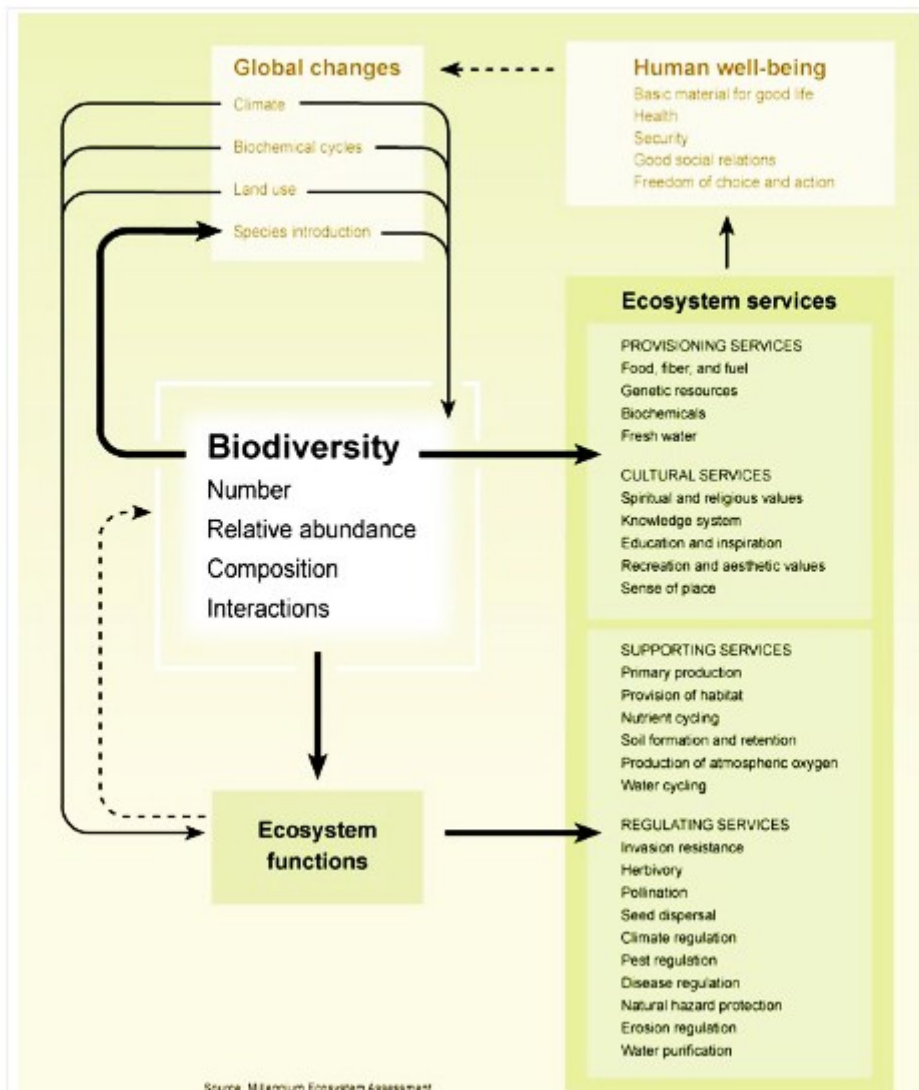 Global changes
Climate
Biochemical cycles
Land use
Species introduction
Human well-being
Basic material for good life
Health
Security
Good social relations
Freedom of choice and action
Biodiversity
Number
Relative abundance
Composition
Interactions
Ecosystem
functions
Ecosystem services
PROVISIONING SERVICES
Food, fiber, and fuel
Genetic resources
Biochemicals
Fresh water
CULTURAL SERVICES
Spiritual and religious values
Knowledge system
Education and inspiration
Recreation and aesthetic values
Sense of place
SUPPORTING SERVICES
Primary production
Provision of habitat
Nutrient cycling
Soil formation and retention
Production of atmospheric oxygen
Water cycling
REGULATING SERVICES
Invasion resistance
Herbivory
Pollination
Seed dispersal
Climate regulation
Pest regulation
Disease regulation
Natural hazard protection
Erosion regulation
Water purification
Source: Millennium Ecosystem Assessment